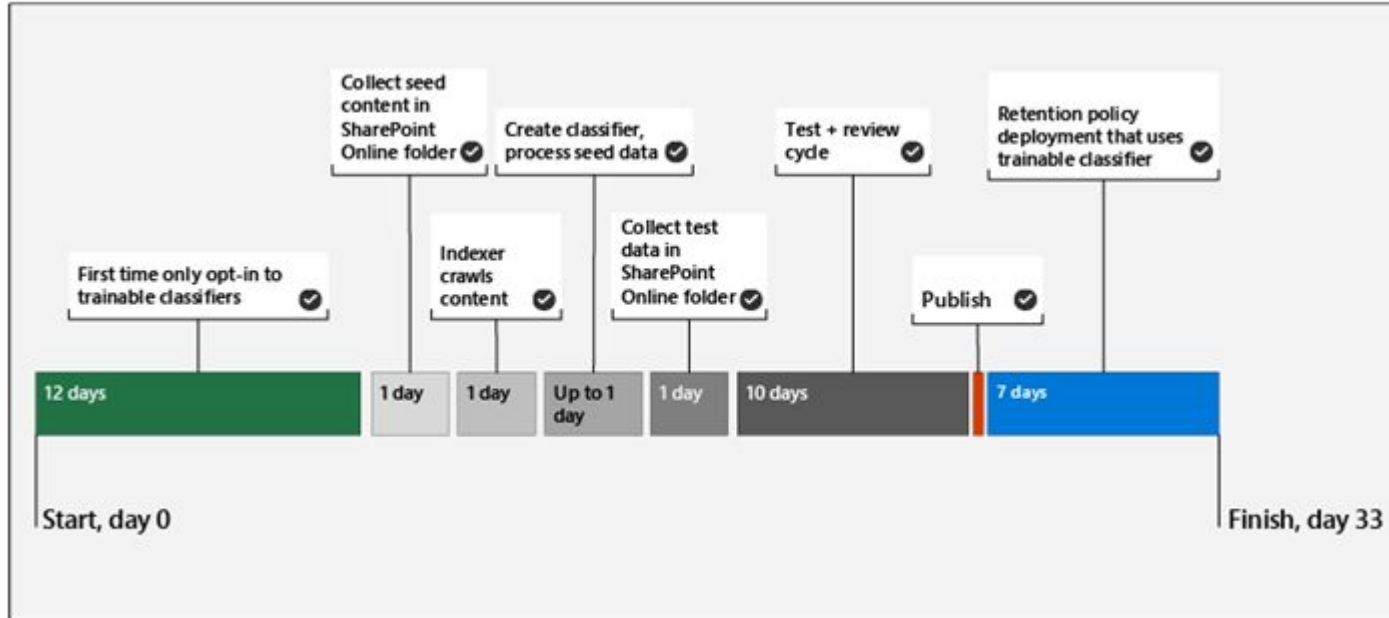 Collect seed
content in
SharePoint
Online folder
Create classifier,
process seed data
Test + review
cycle
Retention policy
deployment that uses
trainable classifier
First time only opt-in to
trainable classifiers
Indexer
crawls
content
Collect test
data in
SharePoint
Online folder
Publish
12 days
1 day
1 day
Up to 1
day
1 day
10 days
7 days
Start, day 0
Finish, day 33